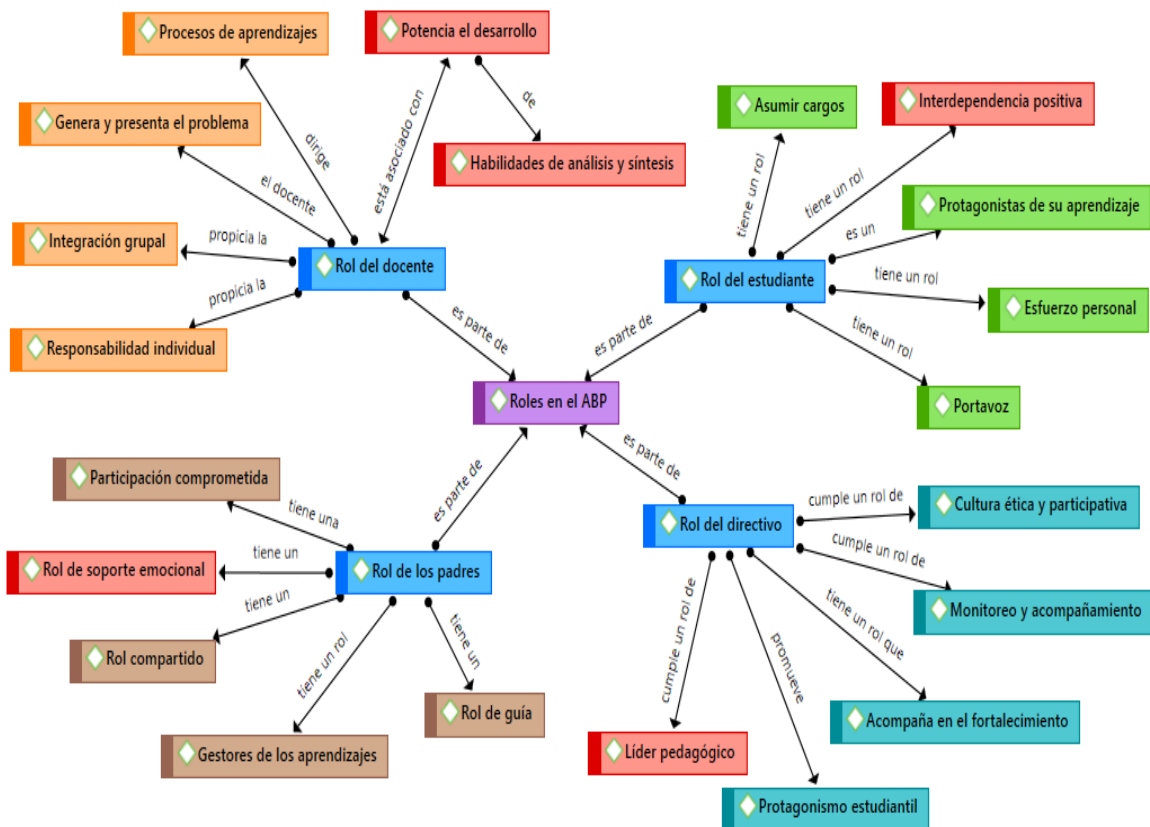 Procesos de aprendizajes
Potencia el desarrollo
Genera y presenta el problema
dirige
está asociado con
de
Habilidades de análisis y síntesis
el docente
Integración grupal
propicia la
Rol del docente
propicia la
Responsabilidad individual
es parte de
Asumir cargos
Interdependencia positiva
tiene un rol
tiene un rol
Protagonistas de su aprendizaje
es un
Rol del estudiante
tiene un rol
Esfuerzo personal
tiene un rol
Portavoz
es parte de
Roles en el ABP
es parte de
es parte de
Participación comprometida
tiene una
Rol de soporte emocional
tiene un
Rol de los padres
tiene un
Rol compartido
tiene un rol
tiene un
Rol de guía
Gestores de los aprendizajes
Rol del directivo
cumple un rol de
Cultura ética y participativa
cumple un rol de
Monitoreo y acompañamiento
tiene un rol que
Acompaña en el fortalecimiento
cumple un rol de
promueve
Líder pedagógico
Protagonismo estudiantil